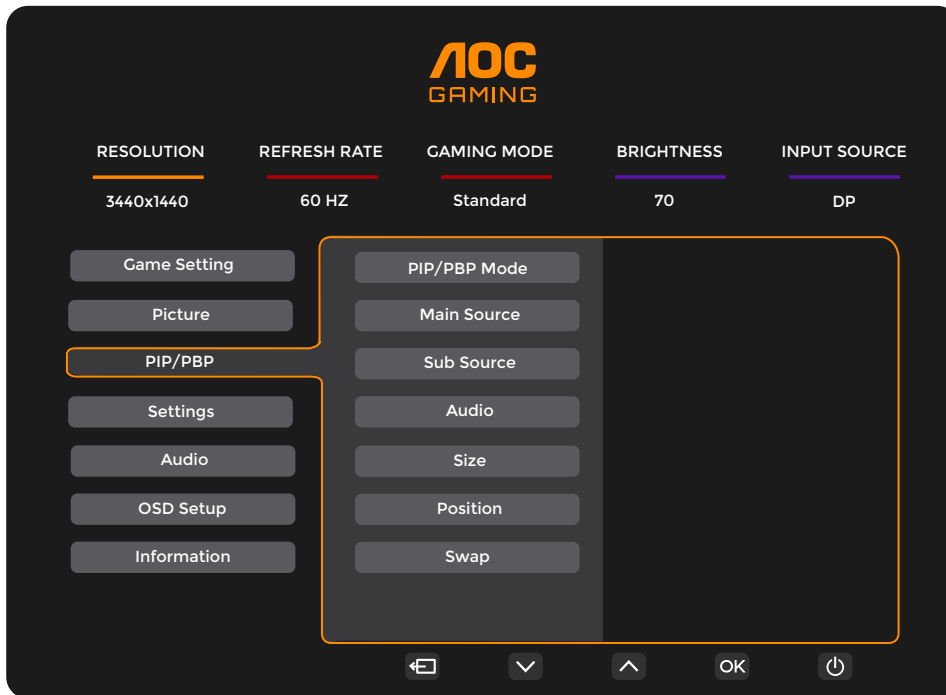 AOC
GAMING
RESOLUTION REFRESH RATE GAMING MODE BRIGHTNESS INPUT SOURCE
3440x1440 60 HZ Standard 70 DP
Game Setting
Picture
PIP/PBP
Settings
Audio
OSD Setup
Information
PIP/PBP Mode
Main Source
Sub Source
Audio
Size
Position
Swap
OK